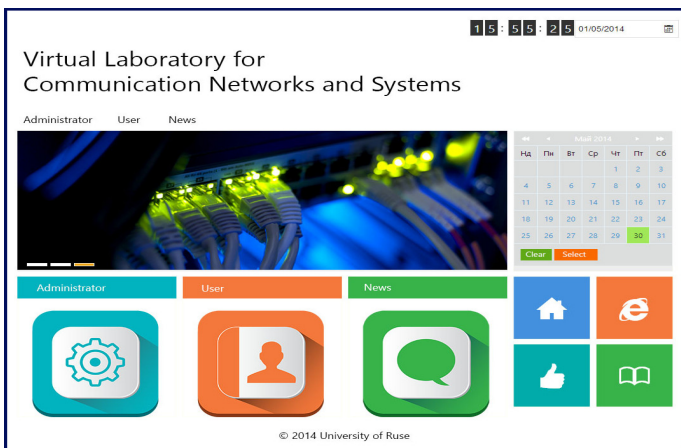 15:55:25 01/05/2014
Virtual Laboratory for
Communication Networks and Systems
Administrator User News
Май 2014
Нд Пн Вт Ср Чт Пт Сб
1 2 3
4 5 6 7 8 9 10
11 12 13 14 15 16 17
18 19 20 21 22 23 24
25 26 27 28 29 30 31
Clear Select
Administrator User News
© 2014 University of Ruse